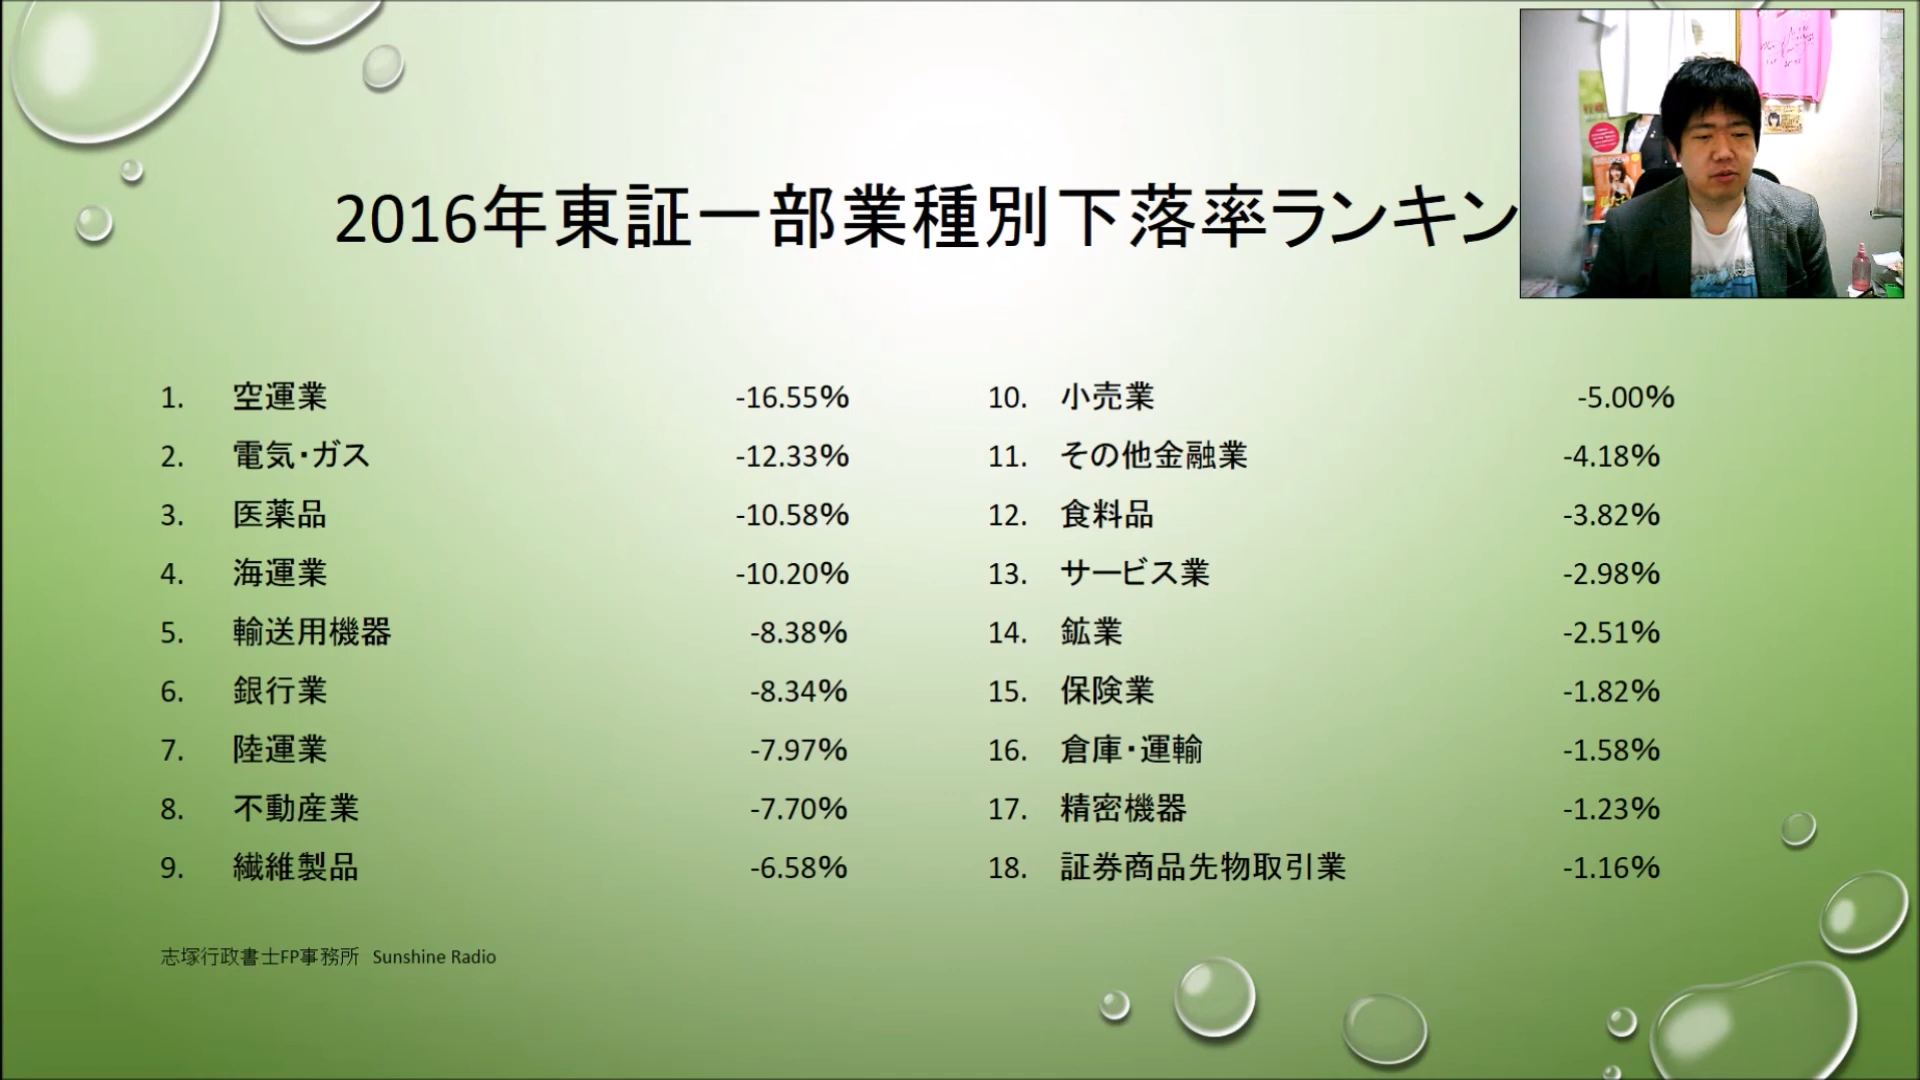 2016年東証一部業種別下落率ランキン
1. 空運業 -16.55%
2. 電気・ガス -12.33%
3. 医薬品 -10.58%
4. 海運業 -10.20%
5. 輸送用機器 -8.38%
6. 銀行業 -8.34%
7. 陸運業 -7.97%
8. 不動産業 -7.70%
9. 繊維製品 -6.58%
10. 小売業 -5.00%
11. その他金融業 -4.18%
12. 食料品 -3.82%
13. サービス業 -2.98%
14. 鉱業 -2.51%
15. 保険業 -1.82%
16. 倉庫・運輸 -1.58%
17. 精密機器 -1.23%
18. 証券商品先物取引業 -1.16%
志塚行政書士FP事務所 Sunshine Radio